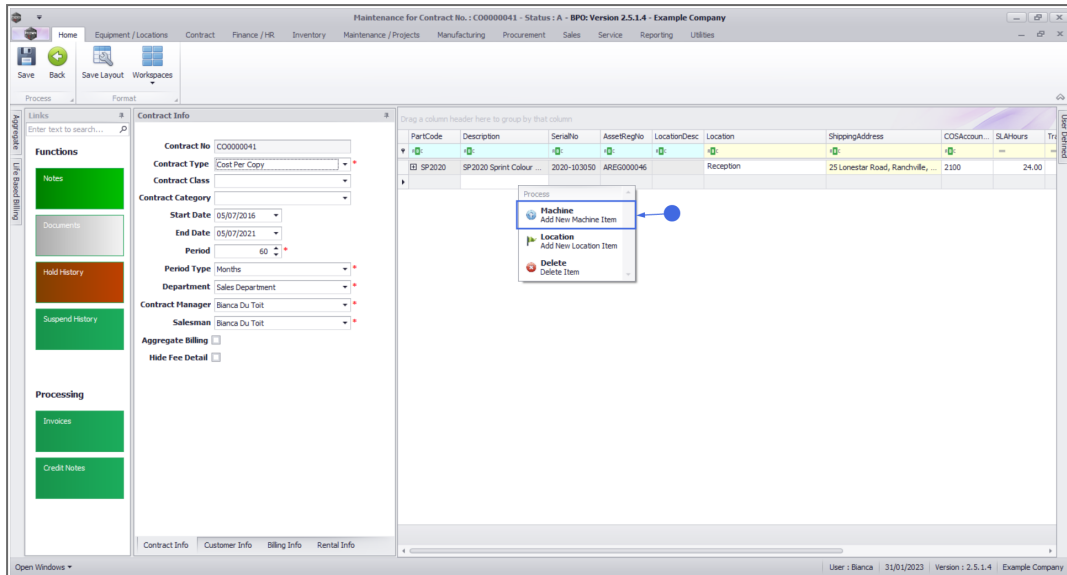 Maintenance for Contract No. : CO0000041 - Status : A - BPO: Version 2.5.1.4 - Example Company
Home Equipment / Locations Contract Finance / HR Inventory Maintenance / Projects Manufacturing Procurement Sales Service Reporting Utilities
Save Back Save Layout Workspaces
Process Format
Aggregate
Life Based Billing
Links
Enter text to search...
Functions
Notes
Documents
Hold History
Suspend History
Processing
Invoices
Credit Notes
Contract Info
Contract No CO0000041
Contract Type Cost Per Copy *
Contract Class
Contract Category
Start Date 05/07/2016
End Date 05/07/2021
Period 60 *
Period Type Months *
Department Sales Department *
Contract Manager Bianca Du Toit *
Salesman Bianca Du Toit *
Aggregate Billing
Hide Fee Detail
Contract Info Customer Info Billing Info Rental Info
Drag a column header here to group by that column
PartCode Description SerialNo AssetRegNo LocationDesc Location ShippingAddress COSAccoun... SLAHours Tra
SP2020 SP2020 Sprint Colour ... 2020-103050 AREG000046 Reception 25 Lonestar Road, Ranchville, ... 2100 24.00
Process
Machine
Add New Machine Item
Location
Add New Location Item
Delete
Delete Item
User Defined
Open Windows
User : Bianca 31/01/2023 Version : 2.5.1.4 Example Company